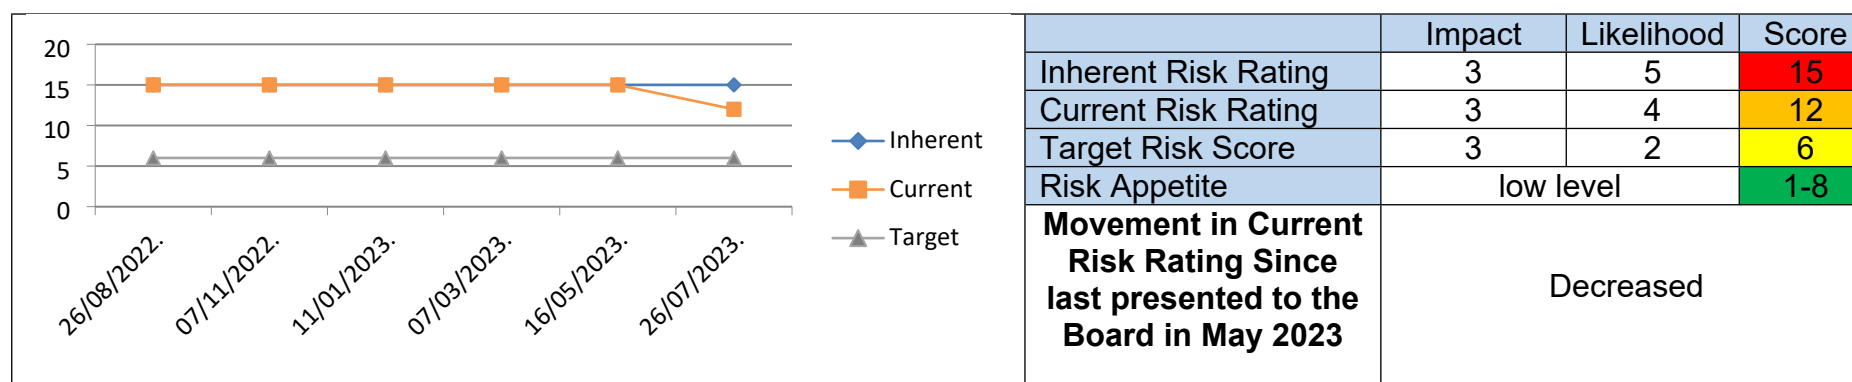 20
15
10
5
0
26/08/2022.
07/11/2022.
11/01/2023.
07/03/2023.
16/05/2023.
26/07/2023.
Inherent
Current
Target
Impact Likelihood Score
Inherent Risk Rating 3 5 15
Current Risk Rating 3 4 12
Target Risk Score 3 2 6
Risk Appetite low level 1-8
Movement in Current
Risk Rating Since
last presented to the
Board in May 2023
Decreased